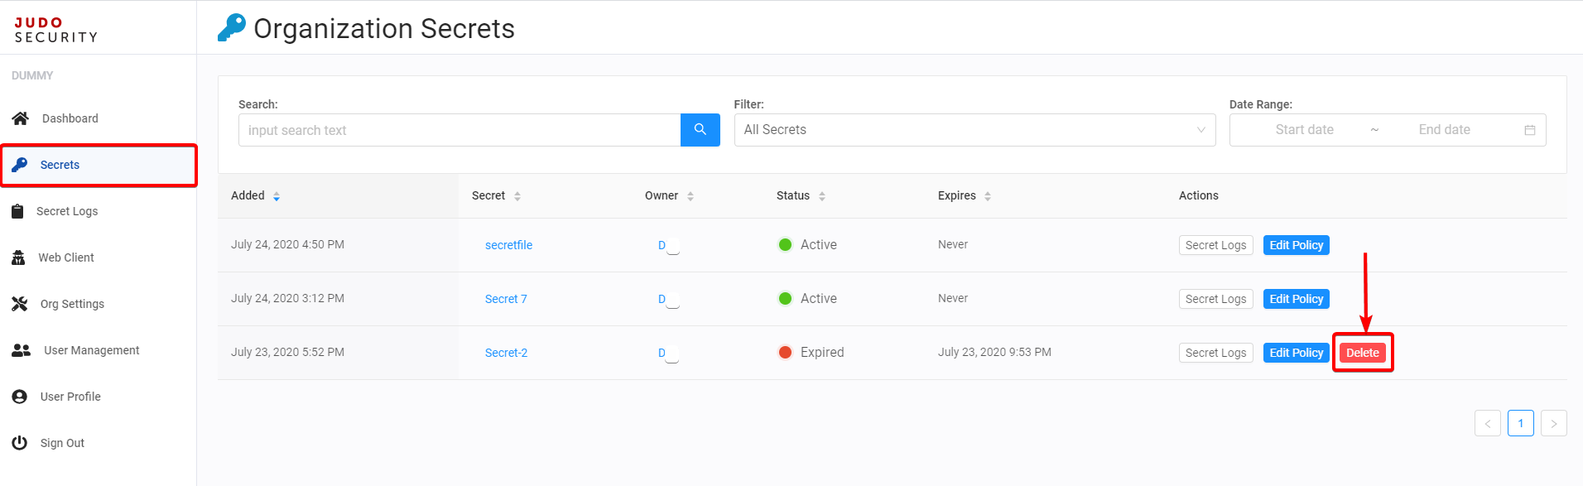 JUDO
SECURITY
Organization Secrets
DUMMY
Dashboard
Secrets
Secret Logs
Web Client
Org Settings
User Management
User Profile
Sign Out
Search: Filter: Date Range:
input search text All Secrets Start date ~ End date
Added Secret Owner Status Expires Actions
July 24, 2020 4:50 PM secretfile D Active Never Secret Logs Edit Policy
July 24, 2020 3:12 PM Secret 7 D Active Never Secret Logs Edit Policy
July 23, 2020 5:52 PM Secret-2 D Expired July 23, 2020 9:53 PM Secret Logs Edit Policy Delete
< 1 >